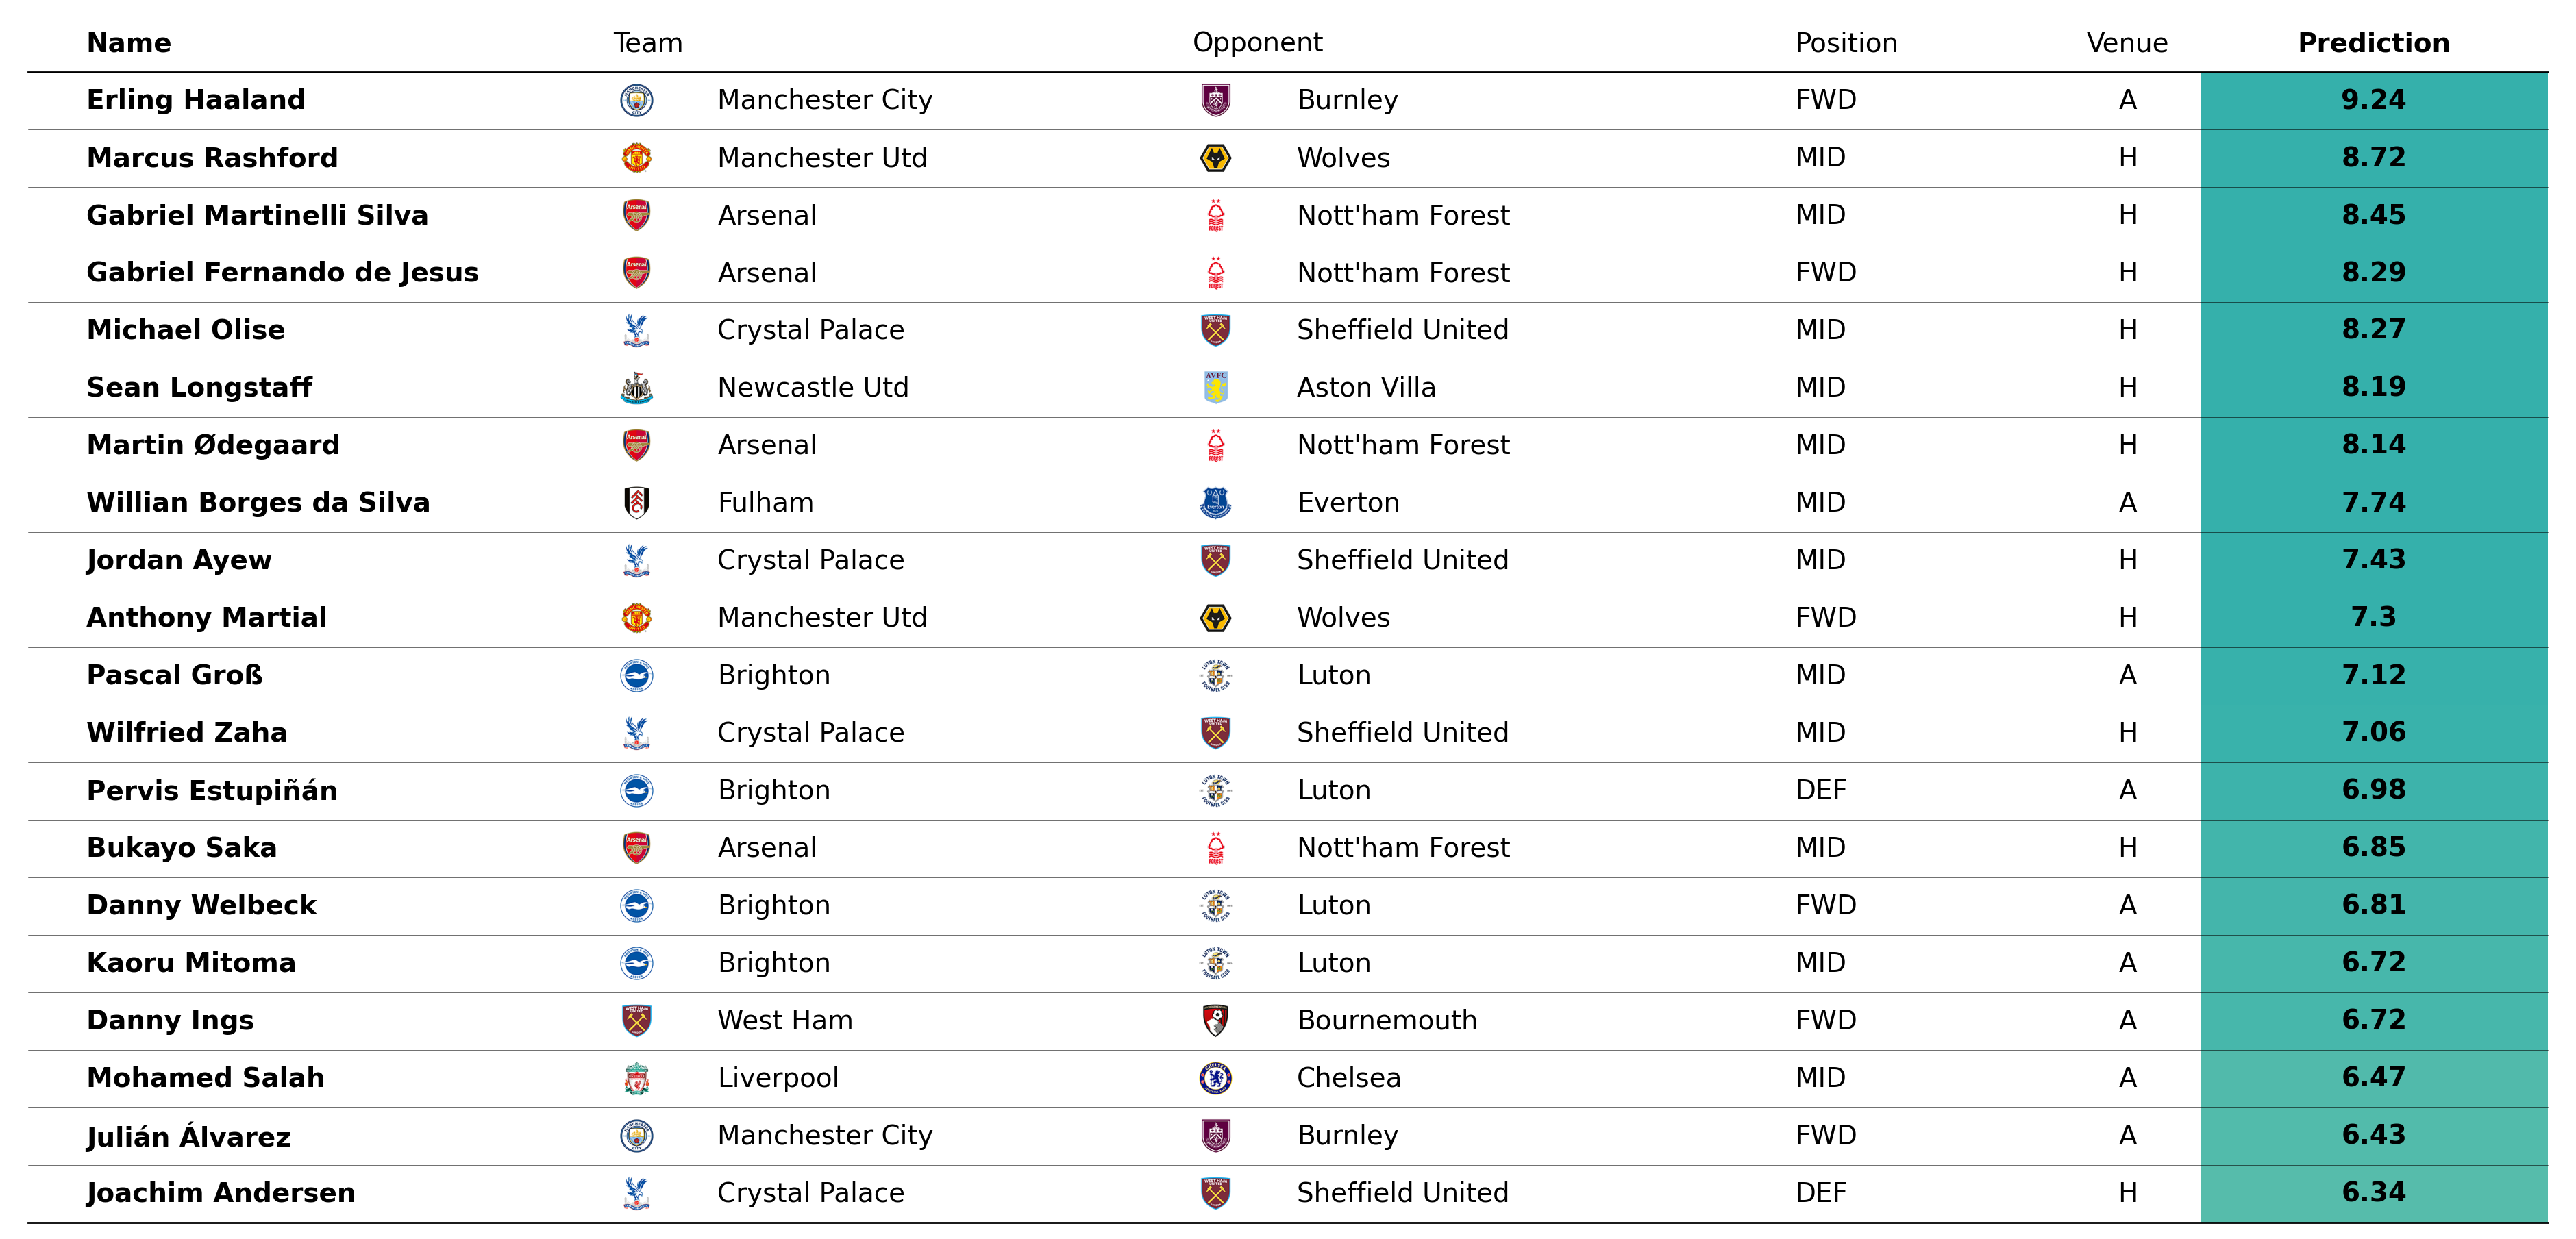 Name Team Opponent Position Venue Prediction
Erling Haaland Manchester City Burnley FWD A 9.24
Marcus Rashford Manchester Utd Wolves MID H 8.72
Gabriel Martinelli Silva Arsenal Nott'ham Forest MID H 8.45
Gabriel Fernando de Jesus Arsenal Nott'ham Forest FWD H 8.29
Michael Olise Crystal Palace Sheffield United MID H 8.27
Sean Longstaff Newcastle Utd Aston Villa MID H 8.19
Martin Ødegaard Arsenal Nott'ham Forest MID H 8.14
Willian Borges da Silva Fulham Everton MID A 7.74
Jordan Ayew Crystal Palace Sheffield United MID H 7.43
Anthony Martial Manchester Utd Wolves FWD H 7.3
Pascal Groß Brighton Luton MID A 7.12
Wilfried Zaha Crystal Palace Sheffield United MID H 7.06
Pervis Estupiñán Brighton Luton DEF A 6.98
Bukayo Saka Arsenal Nott'ham Forest MID H 6.85
Danny Welbeck Brighton Luton FWD A 6.81
Kaoru Mitoma Brighton Luton MID A 6.72
Danny Ings West Ham Bournemouth FWD A 6.72
Mohamed Salah Liverpool Chelsea MID A 6.47
Julián Álvarez Manchester City Burnley FWD A 6.43
Joachim Andersen Crystal Palace Sheffield United DEF H 6.34